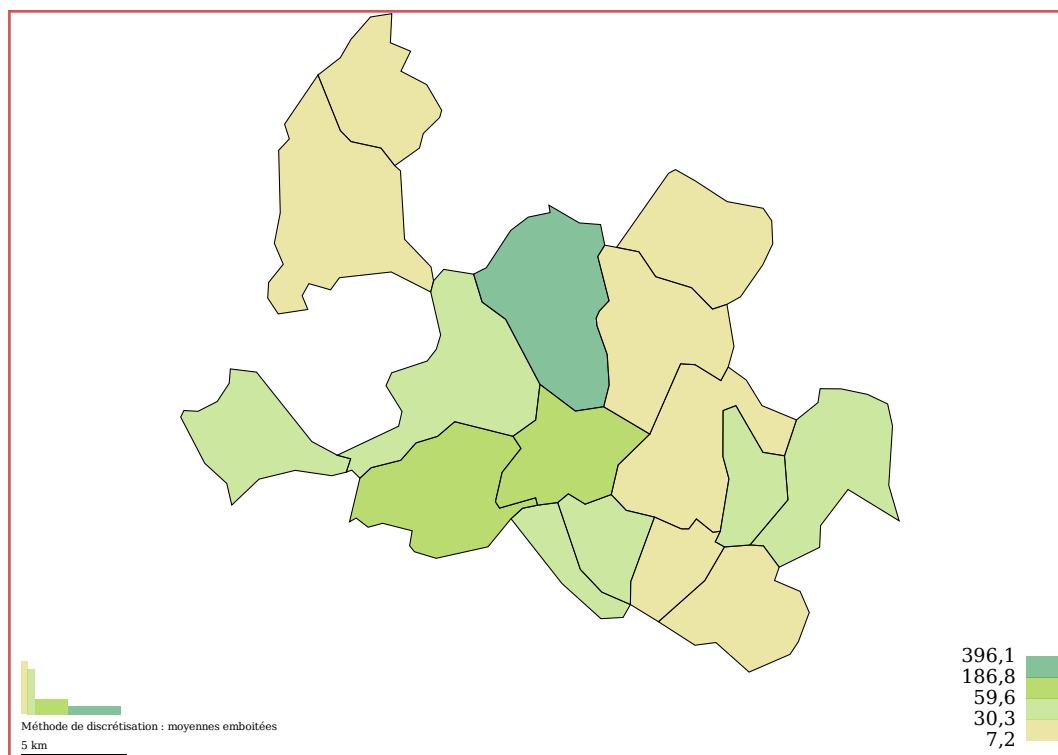 396,1
186,8
59,6
30,3
7,2
Méthode de discrétisation : moyennes emboitées
5 km